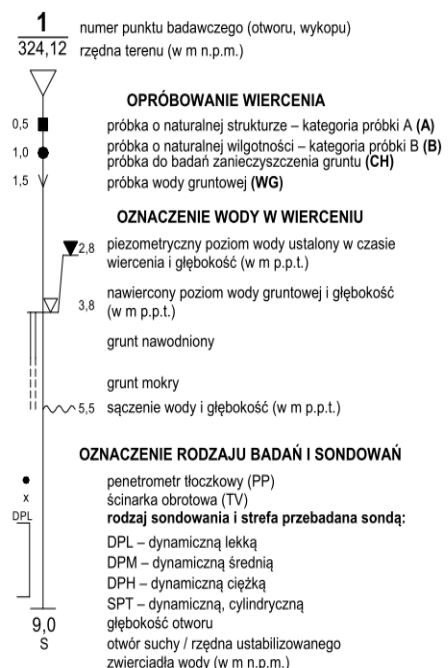 1 numer punktu badawczego (otworu, wykopu)
324,12 rzędna terenu (w m n.p.m.)
OPRÓBOWANIE WIERCENIA
0,5 próbka o naturalnej strukturze – kategoria próbki A (A)
1,0 próbka o naturalnej wilgotności – kategoria próbki B (B)
próbka do badań zanieczyszczenia gruntu (CH)
1,5 próbka wody gruntowej (WG)
OZNACZENIE WODY W WIERCENIU
2,8 piezometryczny poziom wody ustalony w czasie
wiercenia i głębokość (w m p.p.t.)
nawiercony poziom wody gruntowej i głębokość
3,8 (w m p.p.t.)
grunt nawodniony
grunt mokry
5,5 sączenie wody i głębokość (w m p.p.t.)
OZNACZENIE RODZAJU BADAŃ I SONDOWAŃ
penetrometr tłoczkowy (PP)
x ścinarka obrotowa (TV)
DPL rodzaj sondowania i strefa przebadana sondą:
DPL – dynamiczną lekką
DPM – dynamiczną średnią
DPH – dynamiczną ciężką
SPT – dynamiczną, cylindryczną
9,0 głębokość otworu
S otwór suchy / rzędna ustabilizowanego
zwierciadła wody (w m n.p.m.)